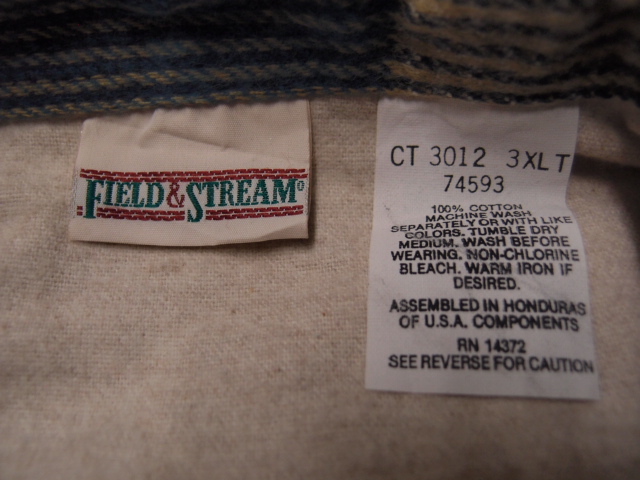 FIELD & STREAM®
CT 3012 3XLT
74593
100% COTTON
MACHINE WASH
SEPARATELY OR WITH LIKE
COLORS. TUMBLE DRY
MEDIUM. WASH BEFORE
WEARING. NON-CHLORINE
BLEACH. WARM IRON IF
DESIRED.
ASSEMBLED IN HONDURAS
OF U.S.A. COMPONENTS
RN 14372
SEE REVERSE FOR CAUTION